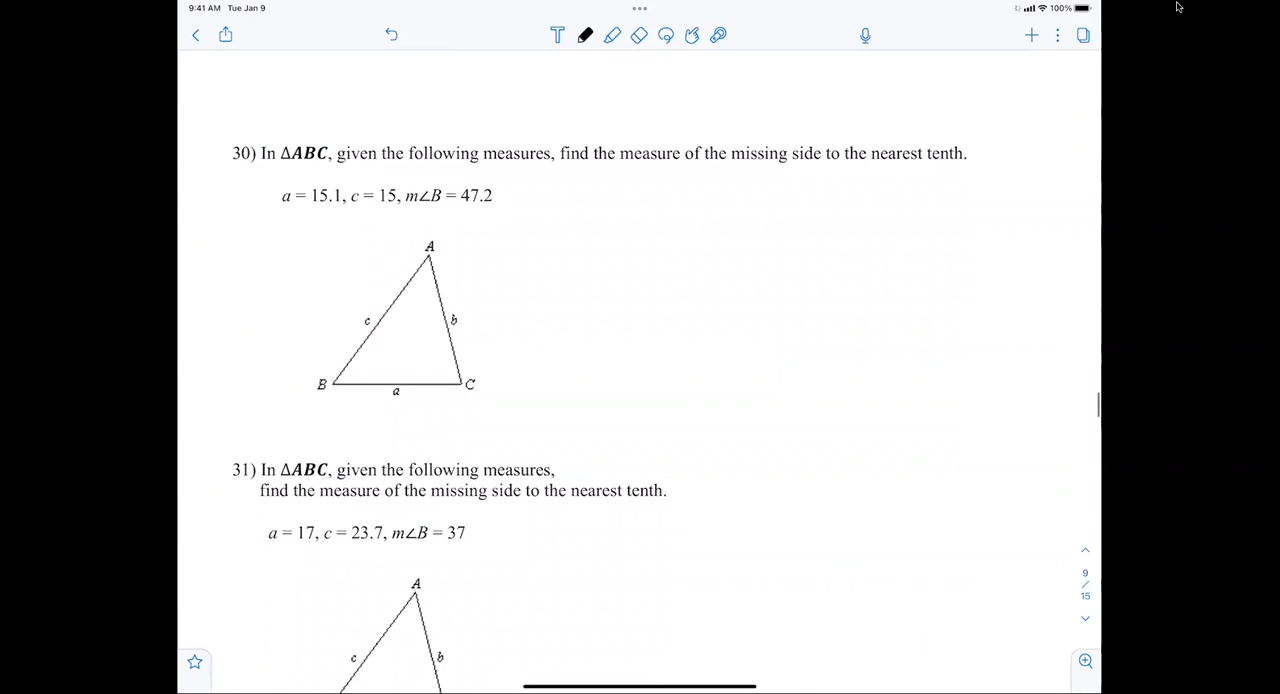 9:41 AM Tue Jan 9
100%
30) In ΔABC, given the following measures, find the measure of the missing side to the nearest tenth.
a = 15.1, c = 15, m∠B = 47.2
A
c
b
B
C
a
31) In ΔABC, given the following measures,
find the measure of the missing side to the nearest tenth.
a = 17, c = 23.7, m∠B = 37
A
c
b
9
/
15
T